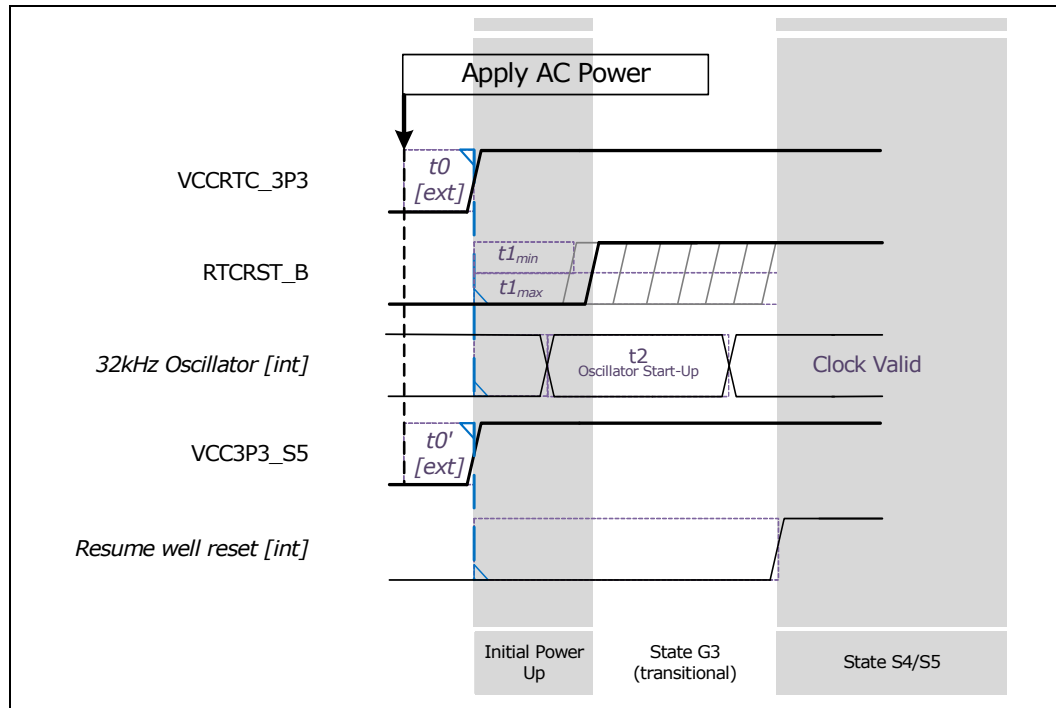 Apply AC Power
VCCRTC_3P3
t0
[ext]
RTCRST_B
t1min
t1max
32kHz Oscillator [int]
t2
Oscillator Start-Up
Clock Valid
VCC3P3_S5
t0'
[ext]
Resume well reset [int]
Initial Power
Up
State G3
(transitional)
State S4/S5